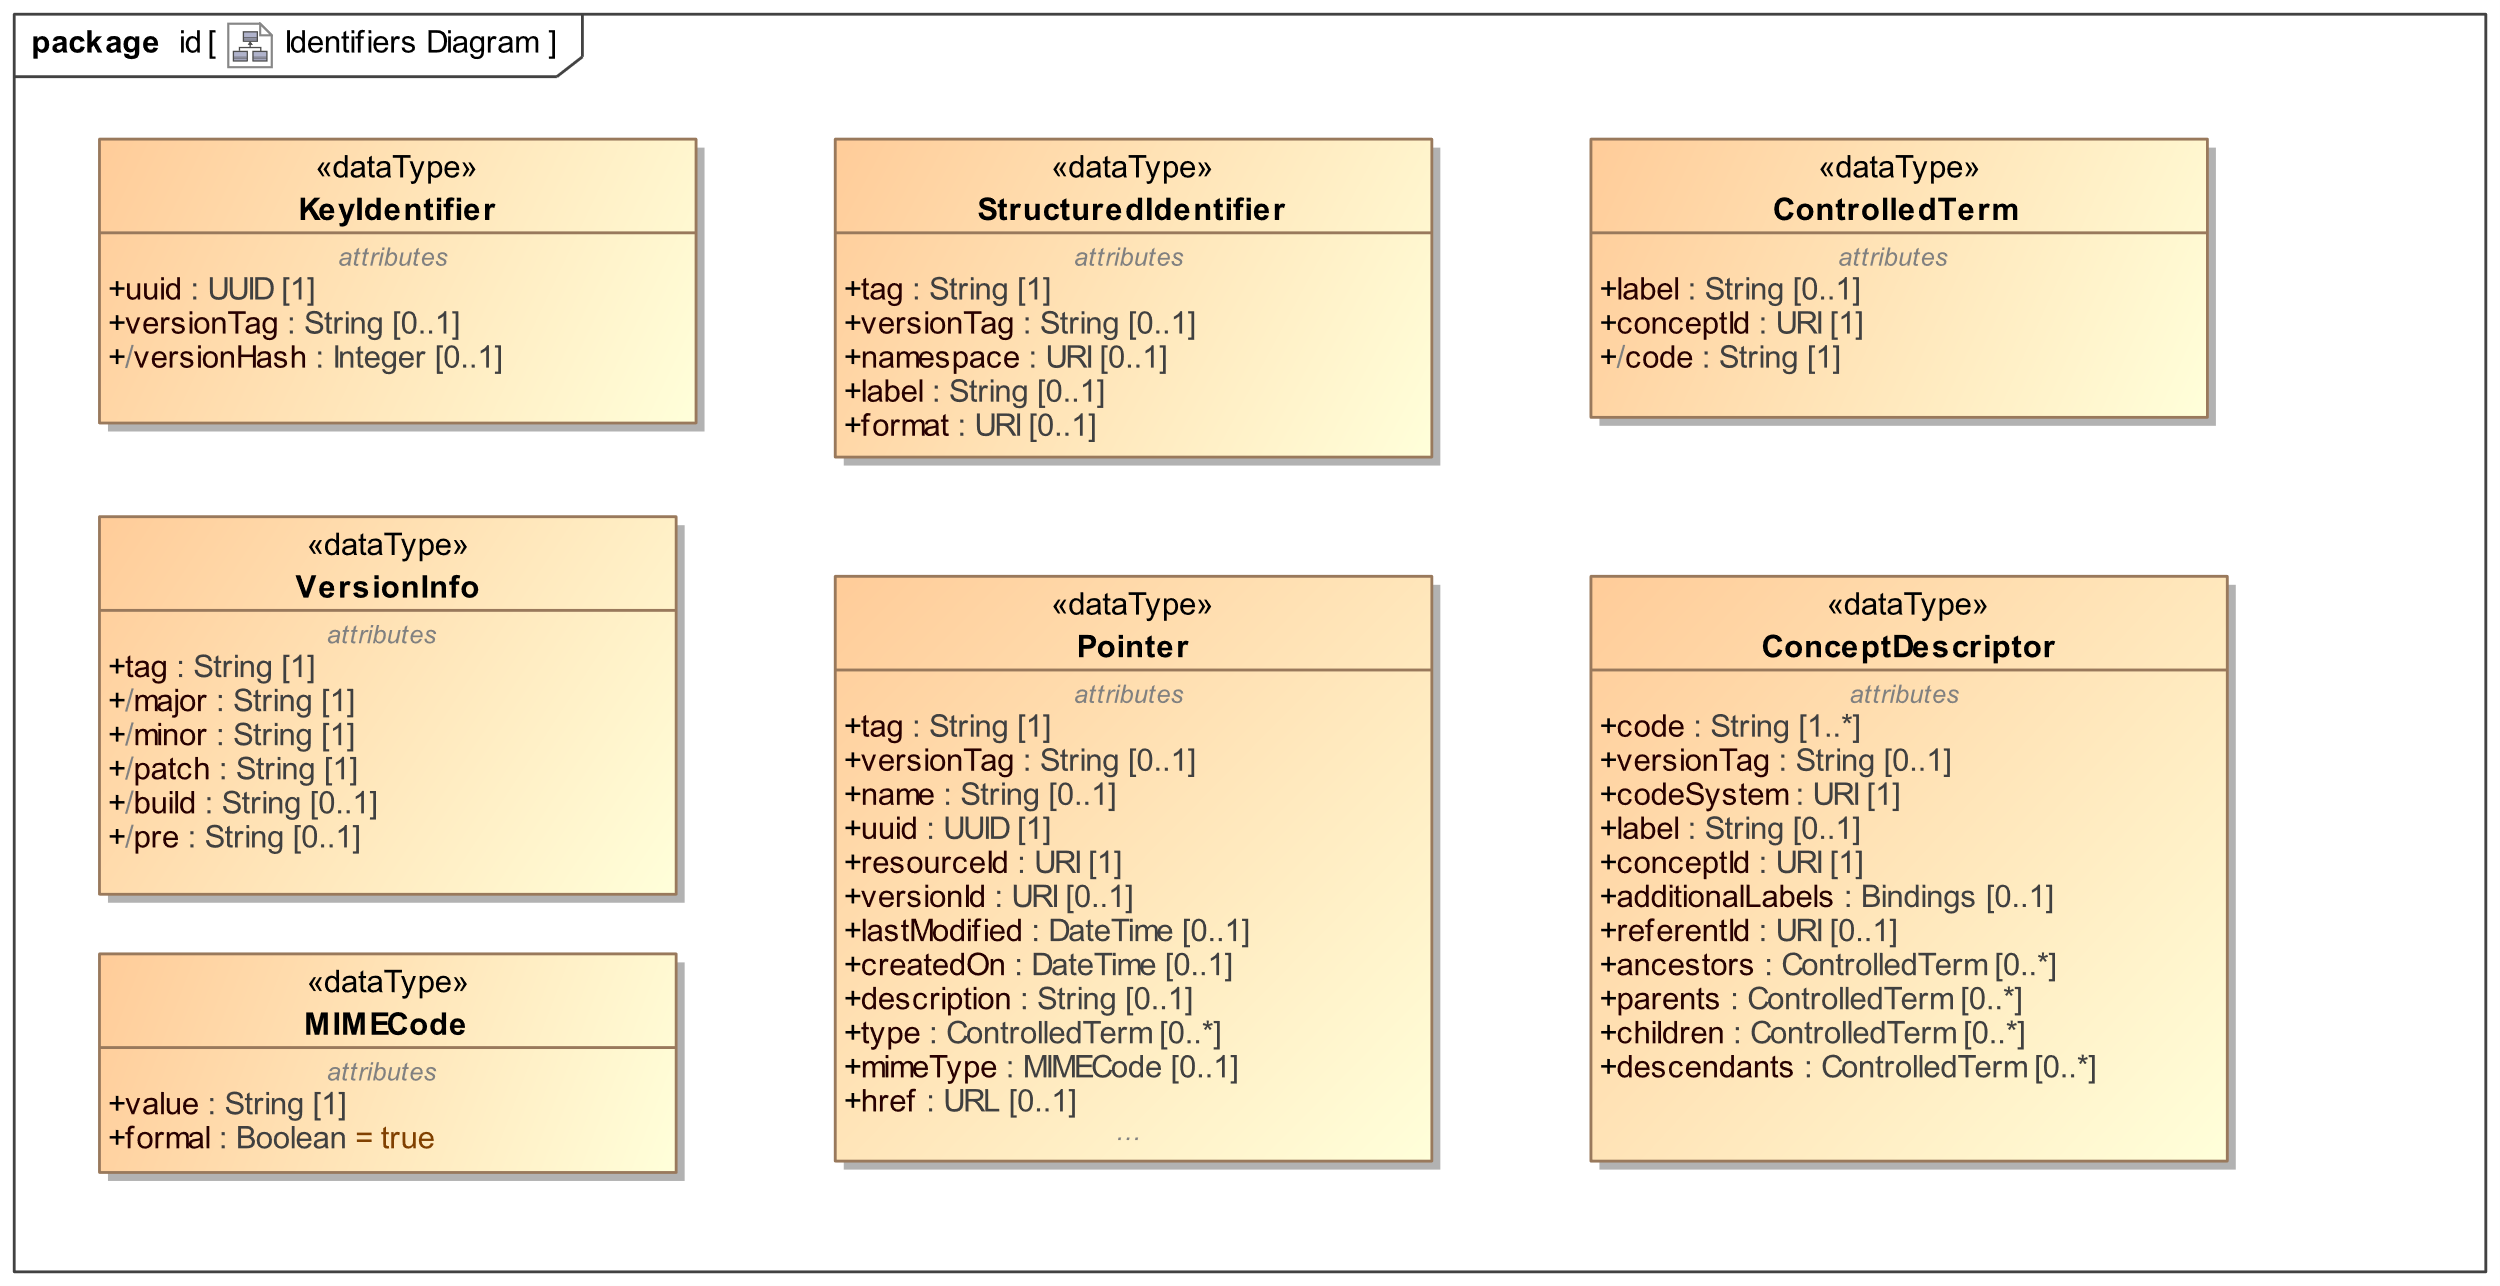 package id [ Identifiers Diagram ]
«dataType»
KeyIdentifier
attributes
+uuid : UUID [1]
+versionTag : String [0..1]
+/versionHash : Integer [0..1]
«dataType»
StructuredIdentifier
attributes
+tag : String [1]
+versionTag : String [0..1]
+namespace : URI [0..1]
+label : String [0..1]
+format : URI [0..1]
«dataType»
ControlledTerm
attributes
+label : String [0..1]
+conceptId : URI [1]
+/code : String [1]
«dataType»
VersionInfo
attributes
+tag : String [1]
+/major : String [1]
+/minor : String [1]
+/patch : String [1]
+/build : String [0..1]
+/pre : String [0..1]
«dataType»
Pointer
attributes
+tag : String [1]
+versionTag : String [0..1]
+name : String [0..1]
+uuid : UUID [1]
+resourceId : URI [1]
+versionId : URI [0..1]
+lastModified : DateTime [0..1]
+createdOn : DateTime [0..1]
+description : String [0..1]
+type : ControlledTerm [0..*]
+mimeType : MIMECode [0..1]
+href : URL [0..1]
...
«dataType»
ConceptDescriptor
attributes
+code : String [1..*]
+versionTag : String [0..1]
+codeSystem : URI [1]
+label : String [0..1]
+conceptId : URI [1]
+additionalLabels : Bindings [0..1]
+referentId : URI [0..1]
+ancestors : ControlledTerm [0..*]
+parents : ControlledTerm [0..*]
+children : ControlledTerm [0..*]
+descendants : ControlledTerm [0..*]
«dataType»
MIMECode
attributes
+value : String [1]
+formal : Boolean = true